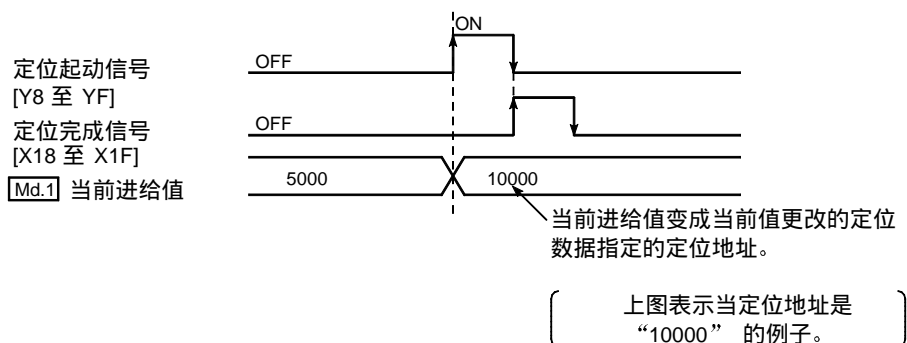 ON
定位起动信号 OFF
[Y8 至 YF]
定位完成信号 OFF
[X18 至 X1F]
Md.1 当前进给值 5000 10000
当前进给值变成当前值更改的定位
数据指定的定位地址。
上图表示当定位地址是
“10000” 的例子。